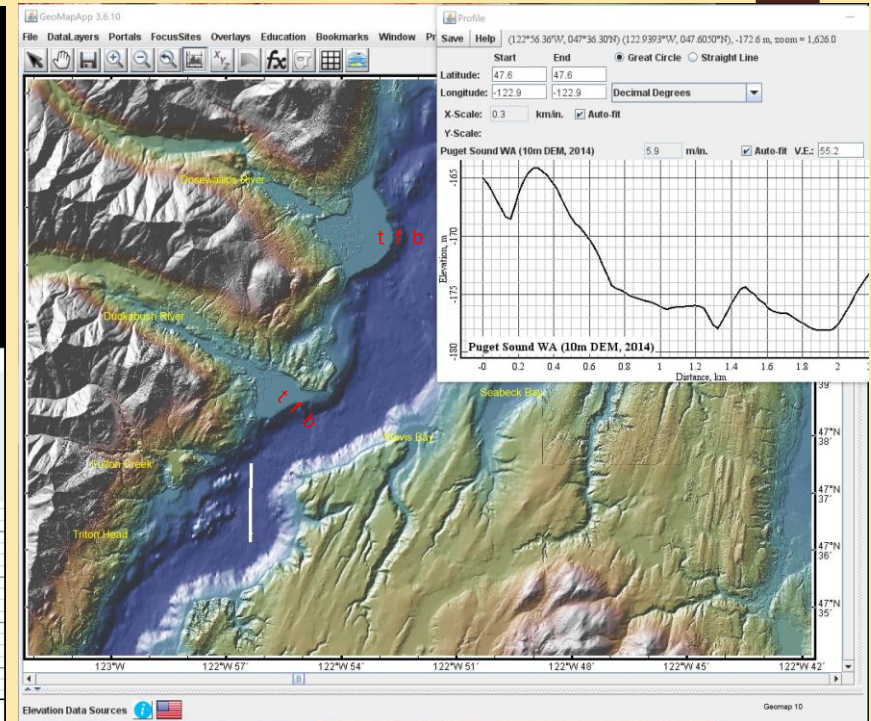 GeoMapApp 3.6.10
File DataLayers Portals FocusSites Overlays Education Bookmarks Window
Profile
Save Help (122°56.36'W, 047°36.30'N) (122.9393°W, 047.6050°N), -172.6 m, zoom = 1,626.0
Start End Great Circle Straight Line
Latitude: 47.6 47.6
Longitude: -122.9 -122.9 Decimal Degrees
X-Scale: 0.3 km/in. Auto-fit
Y-Scale:
Puget Sound WA (10m DEM, 2014) 5.9 m/in. Auto-fit V.E.: 55.2
-165
-170
-175
-180
Elevation, m
Puget Sound WA (10m DEM, 2014)
-0 0.2 0.4 0.6 0.8 1 1.2 1.4 1.6 1.8 2
Distance, km
Dosewallips River
t f b
Duckabush River
t f b
Seabeck Bay
Triton Head
39'
47°N
38'
47°N
37'
47°N
36'
47°N
35'
123°W 122°W 57' 122°W 54' 122°W 51' 122°W 48' 122°W 45' 122°W 42'
Elevation Data Sources
Geomap 10